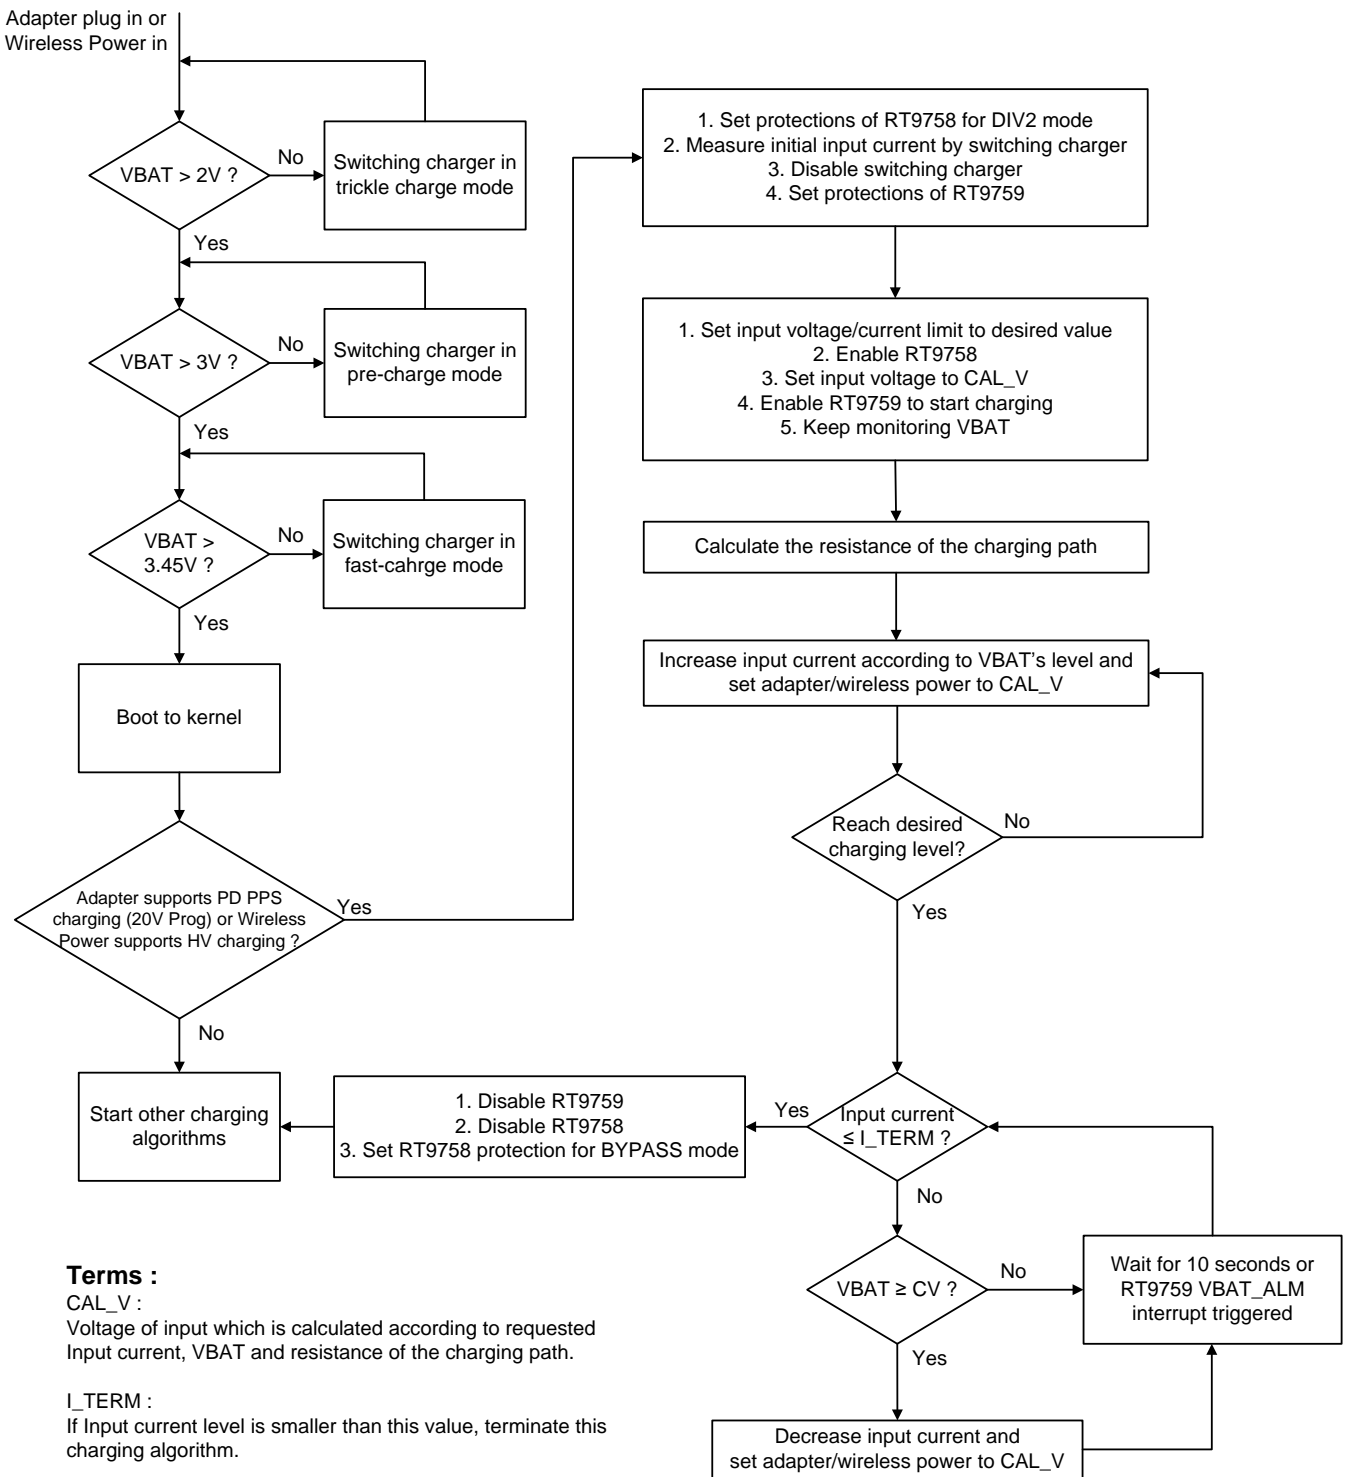 Adapter plug in or
Wireless Power in
VBAT > 2V ?
No
Switching charger in
trickle charge mode
Yes
VBAT > 3V ?
No
Switching charger in
pre-charge mode
Yes
VBAT >
3.45V ?
No
Switching charger in
fast-cahrge mode
Yes
Boot to kernel
Adapter supports PD PPS
charging (20V Prog) or Wireless
Power supports HV charging ?
Yes
No
Start other charging
algorithms
1. Set protections of RT9758 for DIV2 mode
2. Measure initial input current by switching charger
3. Disable switching charger
4. Set protections of RT9759
1. Set input voltage/current limit to desired value
2. Enable RT9758
3. Set input voltage to CAL_V
4. Enable RT9759 to start charging
5. Keep monitoring VBAT
Calculate the resistance of the charging path
Increase input current according to VBAT's level and
set adapter/wireless power to CAL_V
Reach desired
charging level?
No
Yes
Input current
≤ I_TERM ?
Yes
1. Disable RT9759
2. Disable RT9758
3. Set RT9758 protection for BYPASS mode
No
VBAT ≥ CV ?
No
Wait for 10 seconds or
RT9759 VBAT_ALM
interrupt triggered
Yes
Decrease input current and
set adapter/wireless power to CAL_V
Terms :
CAL_V :
Voltage of input which is calculated according to requested
Input current, VBAT and resistance of the charging path.
I_TERM :
If Input current level is smaller than this value, terminate this
charging algorithm.